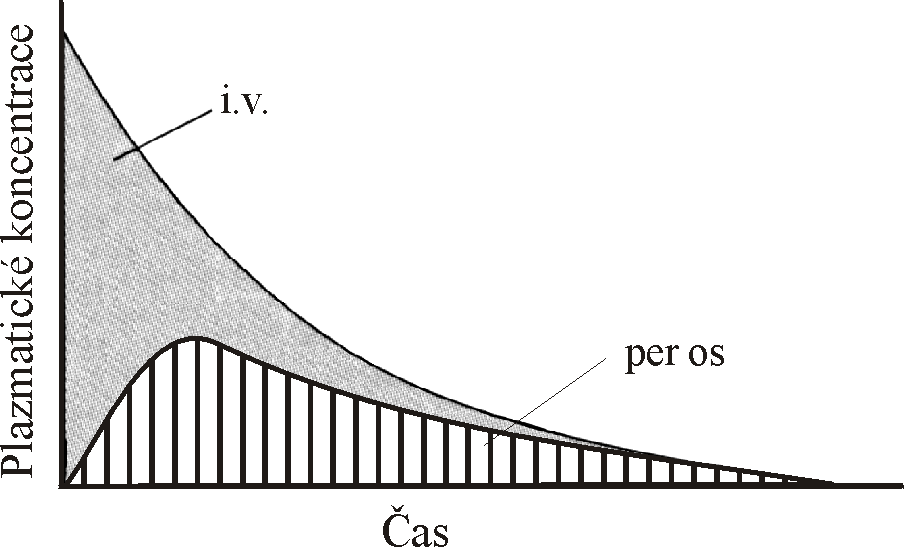 Plazmatické koncentrace
i.v.
per os
Čas